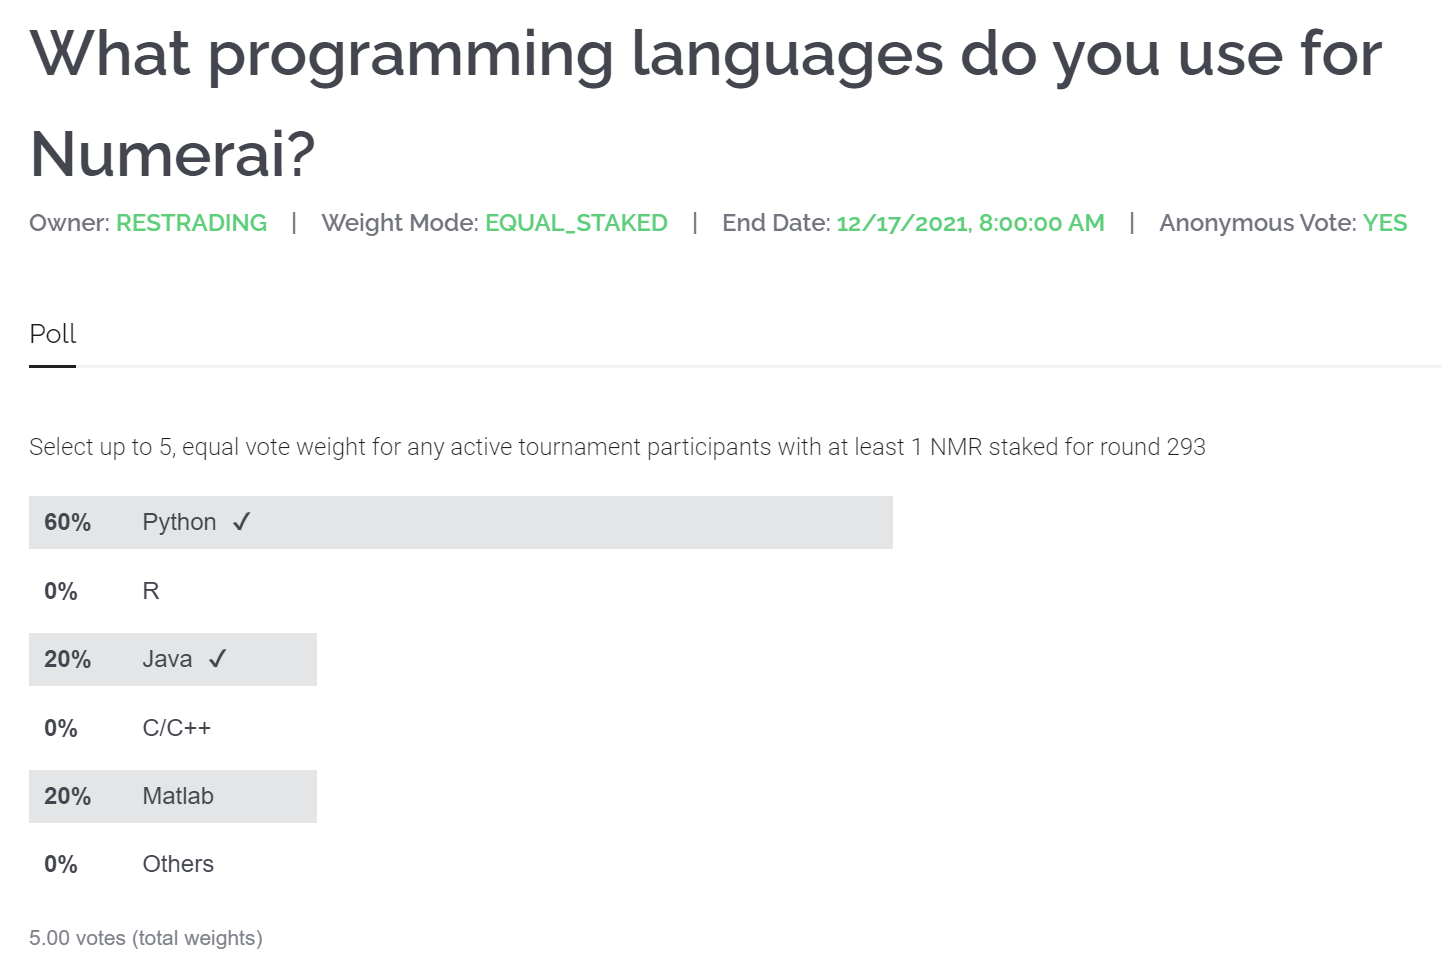 What programming languages do you use for
Numerai?
Owner: RESTRADING | Weight Mode: EQUAL_STAKED | End Date: 12/17/2021, 8:00:00 AM | Anonymous Vote: YES
Poll
Select up to 5, equal vote weight for any active tournament participants with at least 1 NMR staked for round 293
60% Python ✓
0% R
20% Java ✓
0% C/C++
20% Matlab
0% Others
5.00 votes (total weights)